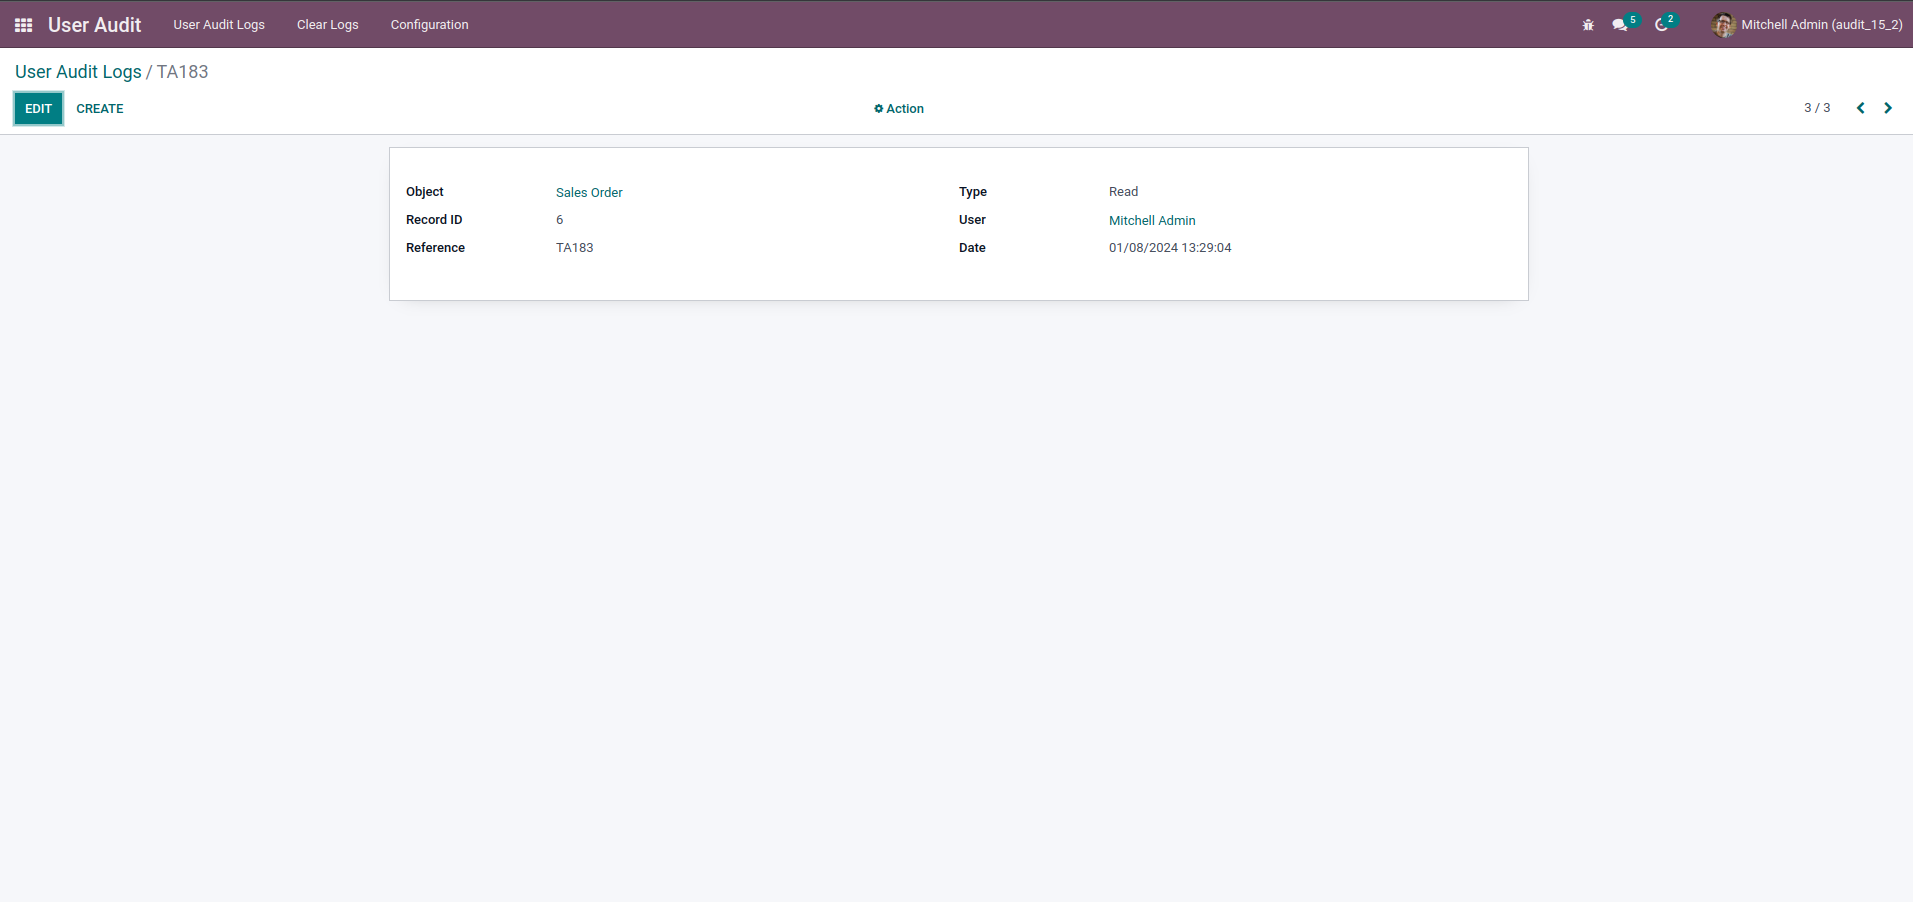 User Audit User Audit Logs Clear Logs Configuration 5 2 Mitchell Admin (audit_15_2)
User Audit Logs / TA183
EDIT CREATE Action 3 / 3
Object Sales Order Type Read
Record ID 6 User Mitchell Admin
Reference TA183 Date 01/08/2024 13:29:04